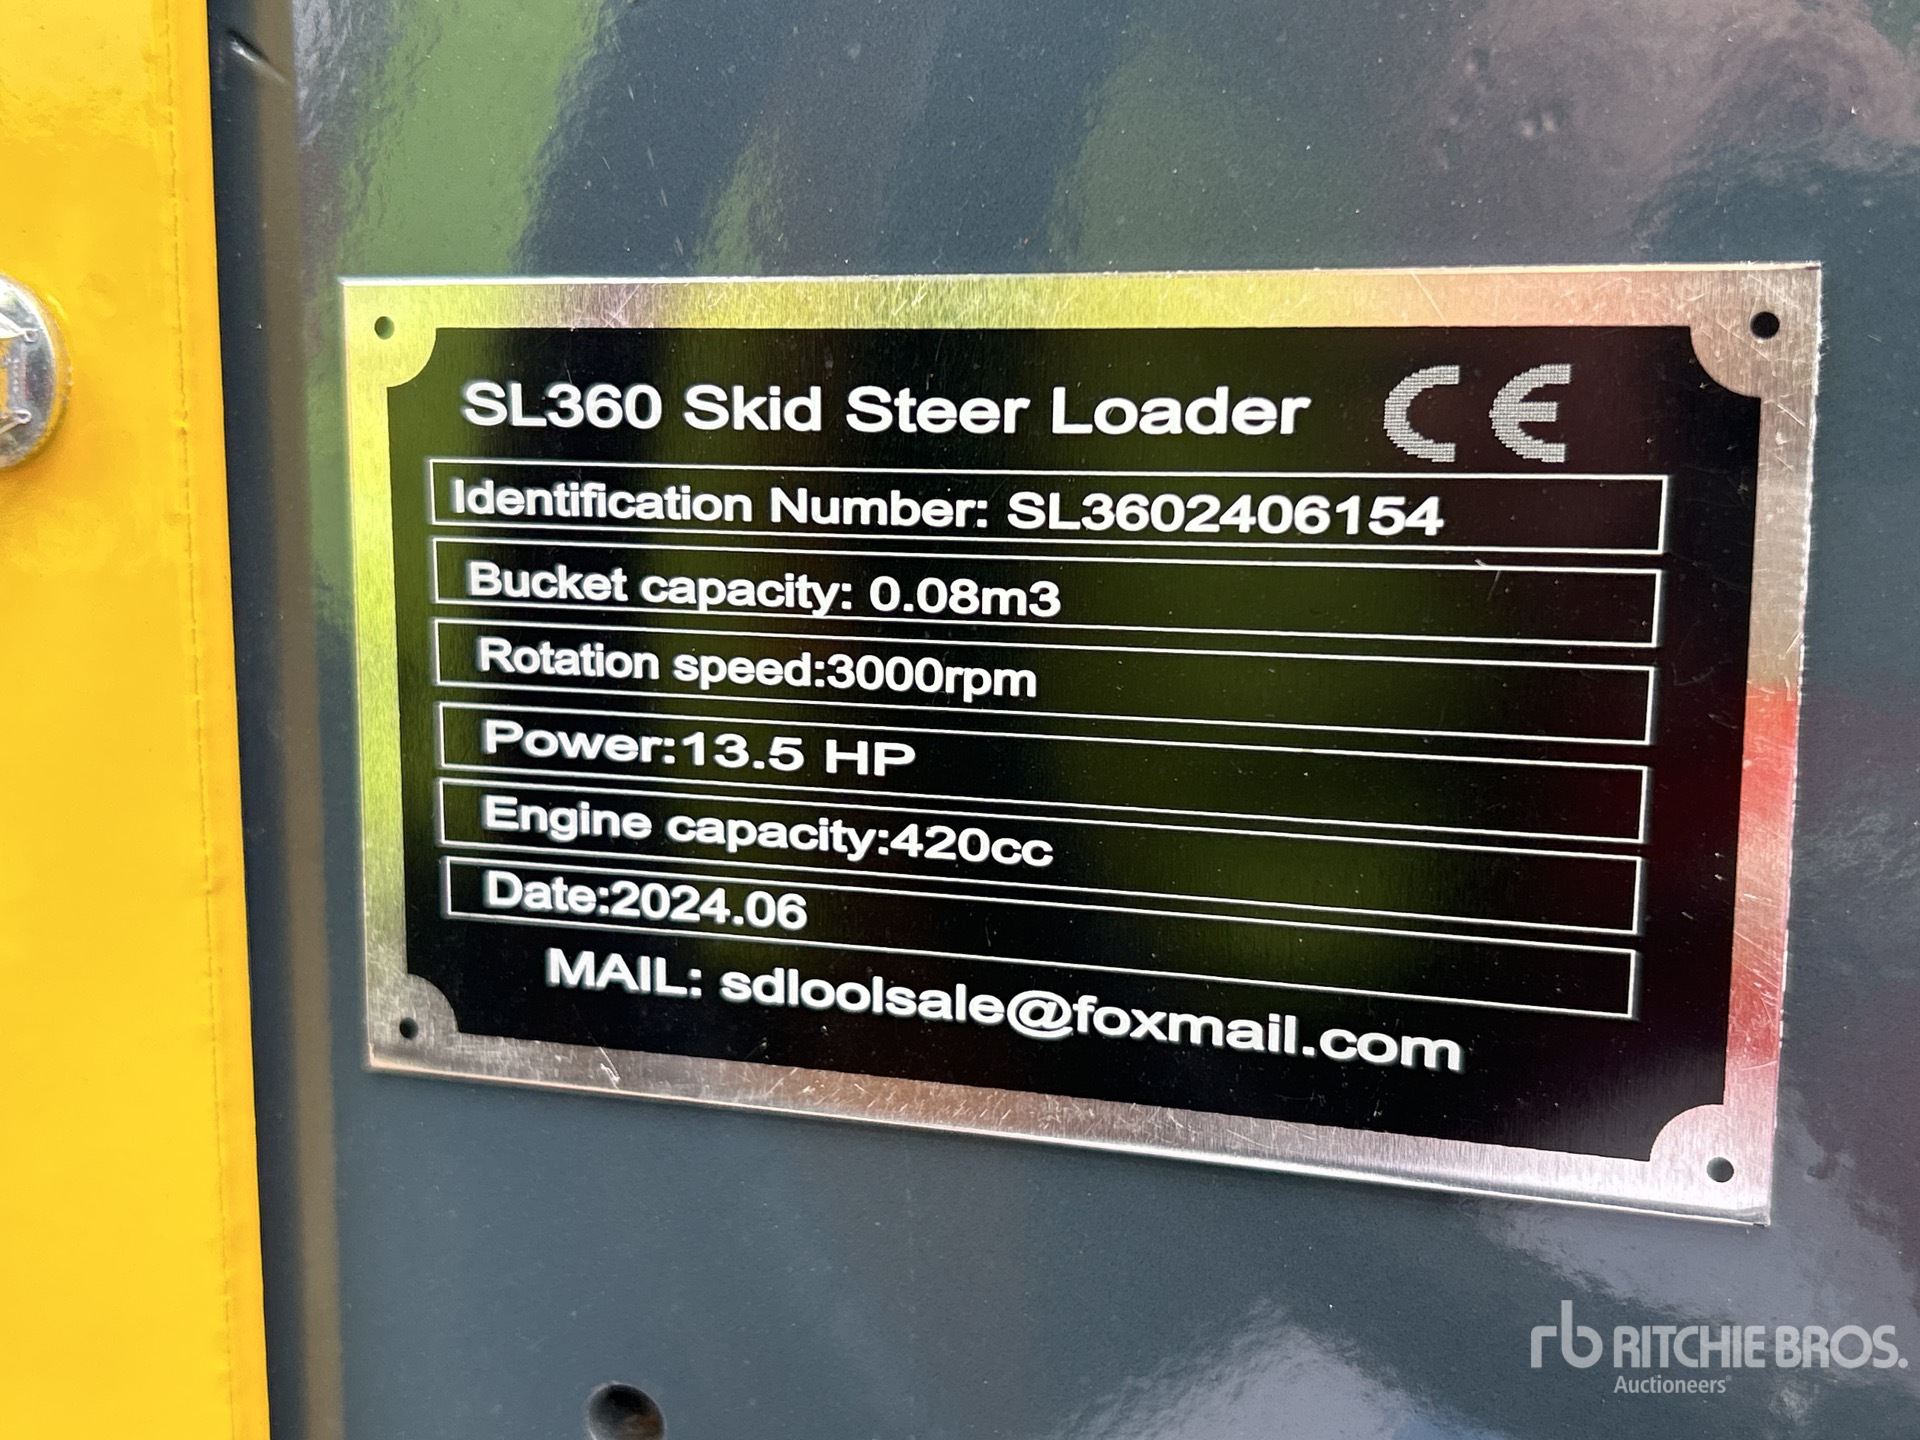 SL360 Skid Steer Loader CE
Identification Number: SL3602406154
Bucket capacity: 0.08m3
Rotation speed:3000rpm
Power:13.5 HP
Engine capacity:420cc
Date:2024.06
MAIL: sdloolsale@foxmail.com
rb RITCHIE BROS.
Auctioneers